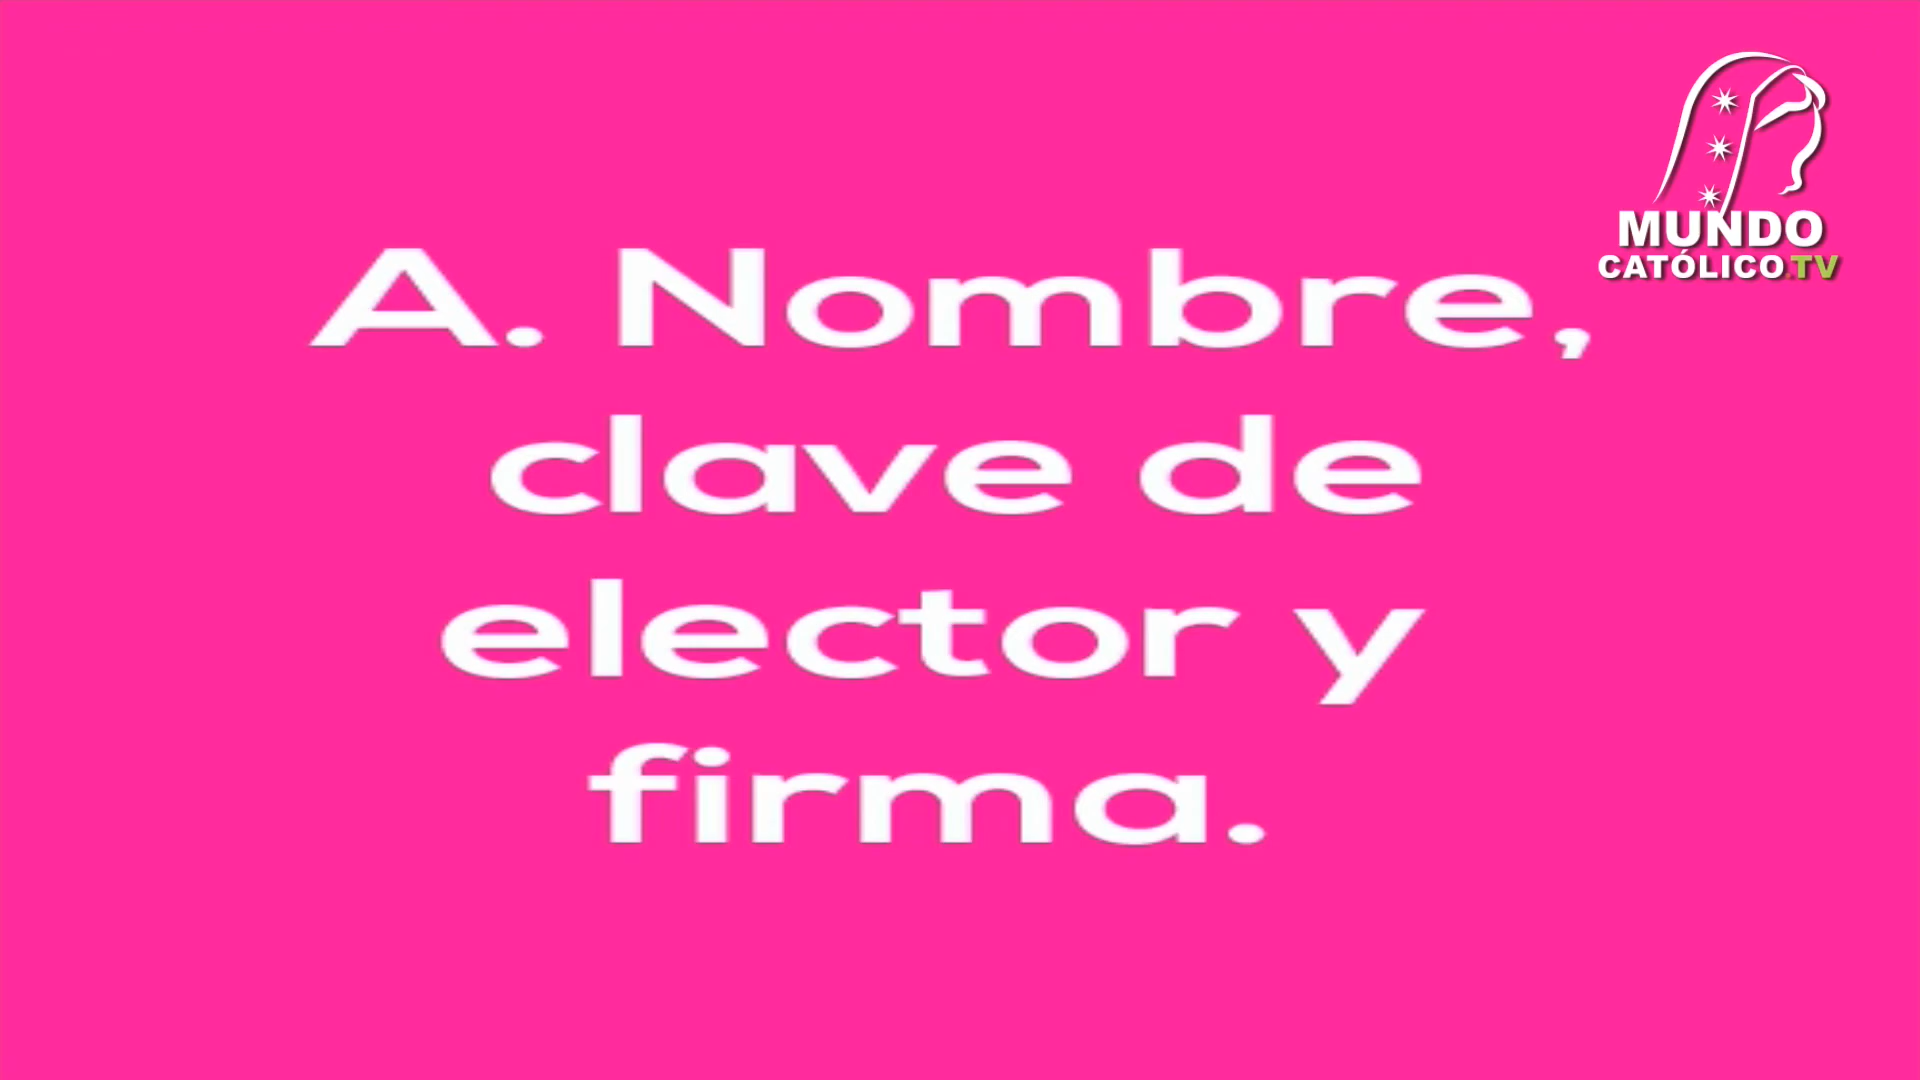 MUNDO
CATÓLICO.TV
A. Nombre,
clave de
elector y
firma.